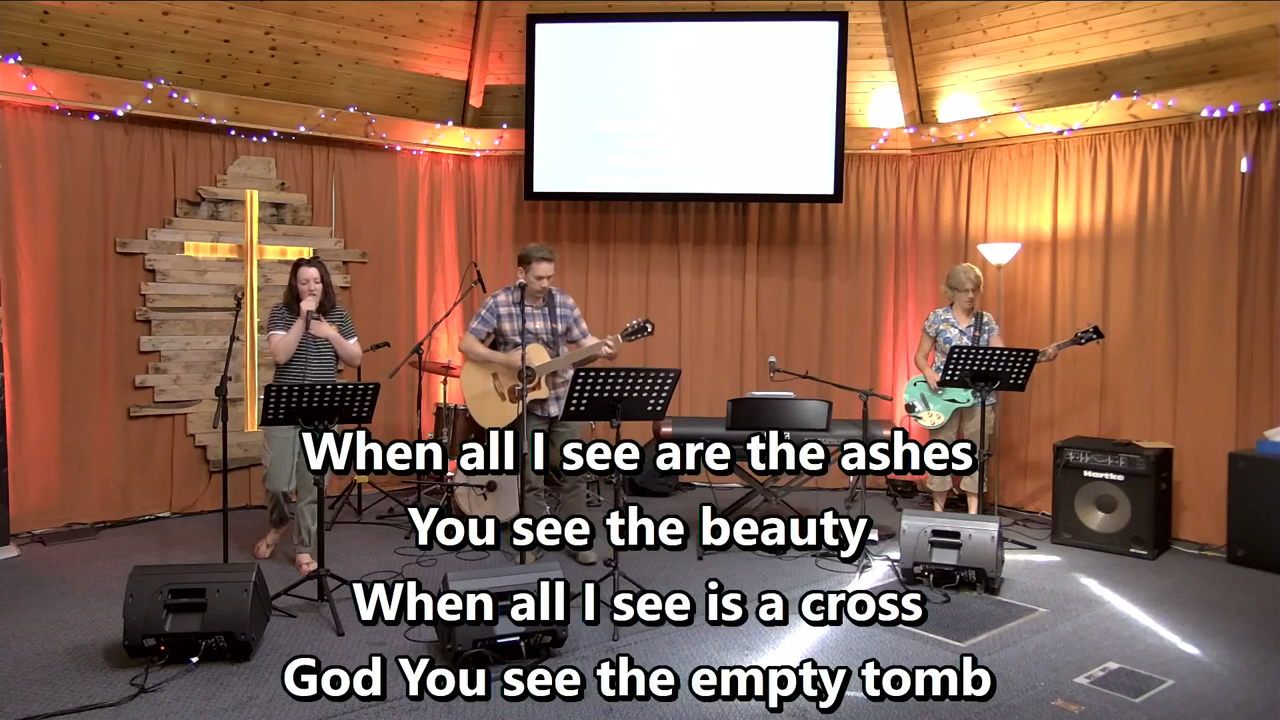 Hartke
When all I see are the ashes
You see the beauty
When all I see is a cross
God You see the empty tomb